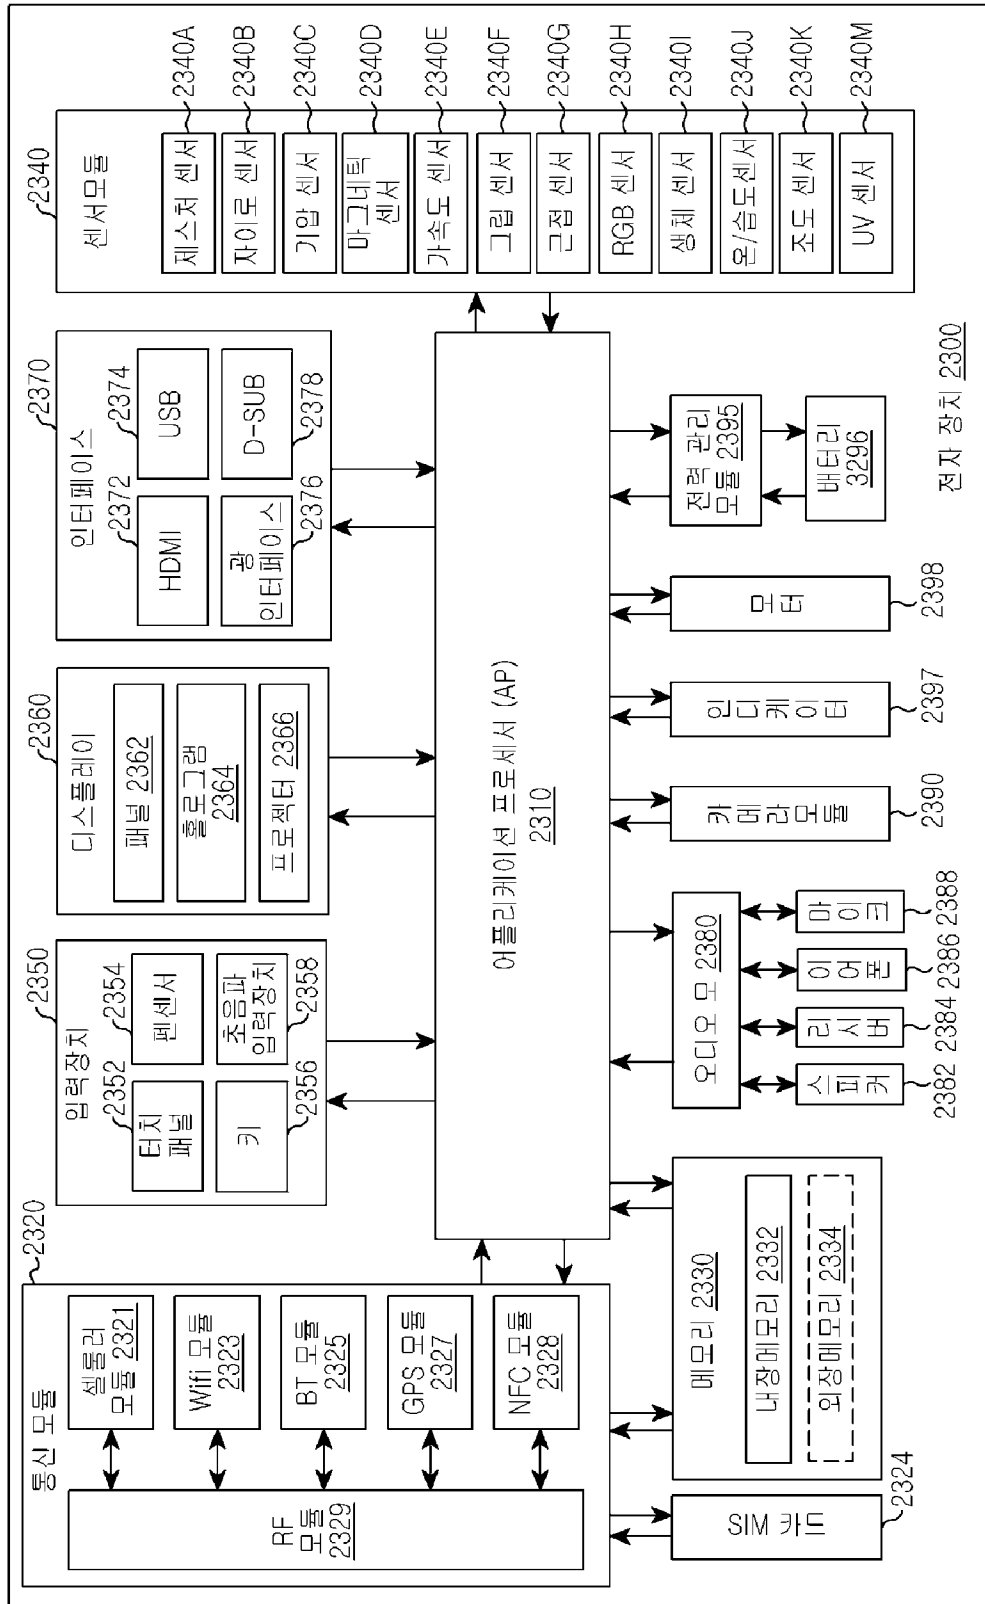 통신 모듈
2320
셀룰러
모듈 2321
Wifi 모듈
2323
BT 모듈
2325
GPS 모듈
2327
NFC 모듈
2328
RF
모듈
2329
입력장치
2350
2352
터치
패널
2354
펜센서
키
2356
초음파
입력장치
2358
디스플레이
2360
패널 2362
홀로그램
2364
프로젝터 2366
인터페이스
2370
2372
HDMI
2374
USB
광
인터페이스
2376
D-SUB
2378
센서모듈
2340
제스처 센서
2340A
자이로 센서
2340B
기압 센서
2340C
마그네틱
센서
2340D
가속도 센서
2340E
그립 센서
2340F
근접 센서
2340G
RGB 센서
2340H
생체 센서
2340I
온/습도센서
2340J
조도 센서
2340K
UV 센서
2340M
어플리케이션 프로세서 (AP)
2310
SIM 카드
2324
메모리 2330
내장메모리 2332
외장메모리 2334
오디오 모 2380
스피커
2382
리시버
2384
이어폰
2386
마이크
2388
카메라모듈
2390
인디케이터
2397
모터
2398
전력 관리
모듈 2395
배터리
3296
전자 장치 2300